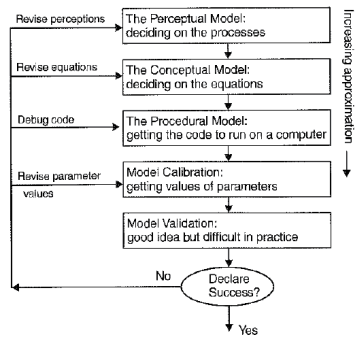 Revise perceptions
The Perceptual Model:
deciding on the processes
Revise equations
The Conceptual Model:
deciding on the equations
Debug code
The Procedural Model:
getting the code to run on a computer
Revise parameter
values
Model Calibration:
getting values of parameters
Model Validation:
good idea but difficult in practice
No
Declare
Success?
Yes
Increasing approximation